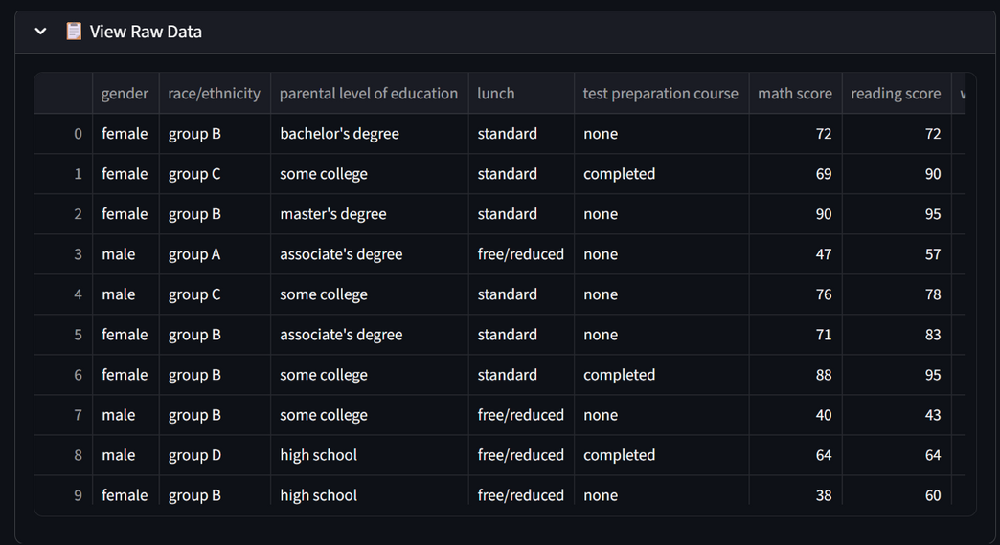 View Raw Data
gender race/ethnicity parental level of education lunch test preparation course math score reading score
0 female group B bachelor's degree standard none 72 72
1 female group C some college standard completed 69 90
2 female group B master's degree standard none 90 95
3 male group A associate's degree free/reduced none 47 57
4 male group C some college standard none 76 78
5 female group B associate's degree standard none 71 83
6 female group B some college standard completed 88 95
7 male group B some college free/reduced none 40 43
8 male group D high school free/reduced completed 64 64
9 female group B high school free/reduced none 38 60